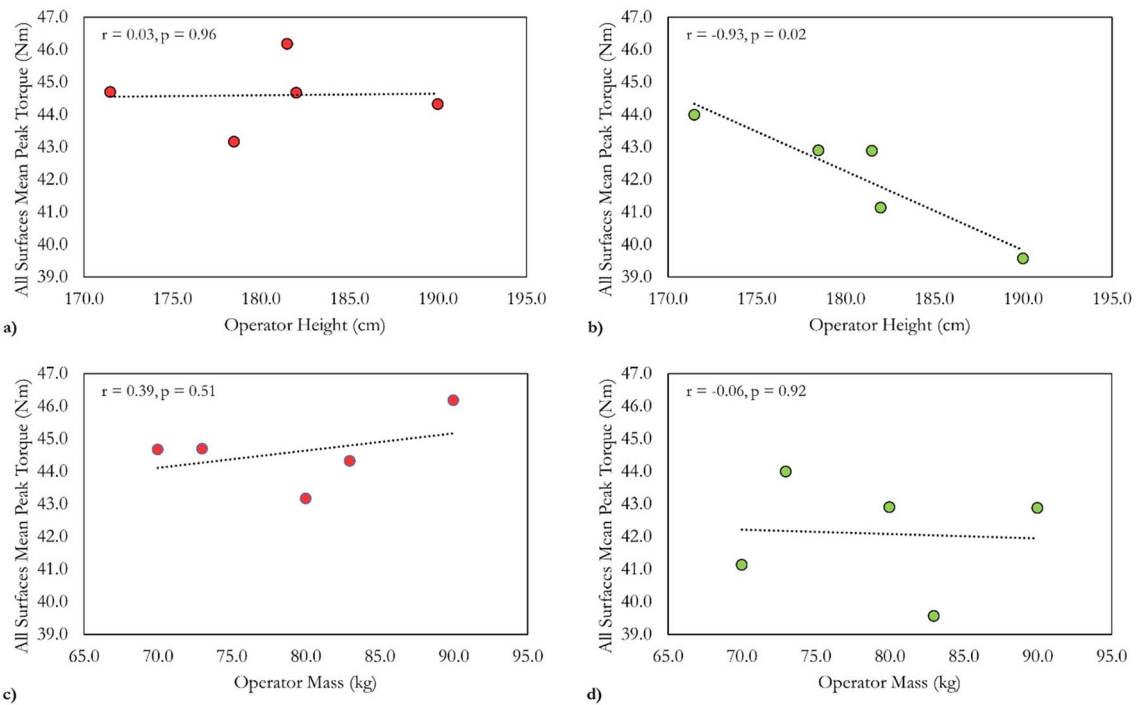 r = 0.03, p = 0.96
All Surfaces Mean Peak Torque (Nm)
47.0
46.0
45.0
44.0
43.0
42.0
41.0
40.0
39.0
170.0 175.0 180.0 185.0 190.0 195.0
Operator Height (cm)
a)
r = -0.93, p = 0.02
All Surfaces Mean Peak Torque (Nm)
47.0
46.0
45.0
44.0
43.0
42.0
41.0
40.0
39.0
170.0 175.0 180.0 185.0 190.0 195.0
Operator Height (cm)
b)
r = 0.39, p = 0.51
All Surfaces Mean Peak Torque (Nm)
47.0
46.0
45.0
44.0
43.0
42.0
41.0
40.0
39.0
65.0 70.0 75.0 80.0 85.0 90.0 95.0
Operator Mass (kg)
c)
r = -0.06, p = 0.92
All Surfaces Mean Peak Torque (Nm)
47.0
46.0
45.0
44.0
43.0
42.0
41.0
40.0
39.0
65.0 70.0 75.0 80.0 85.0 90.0 95.0
Operator Mass (kg)
d)